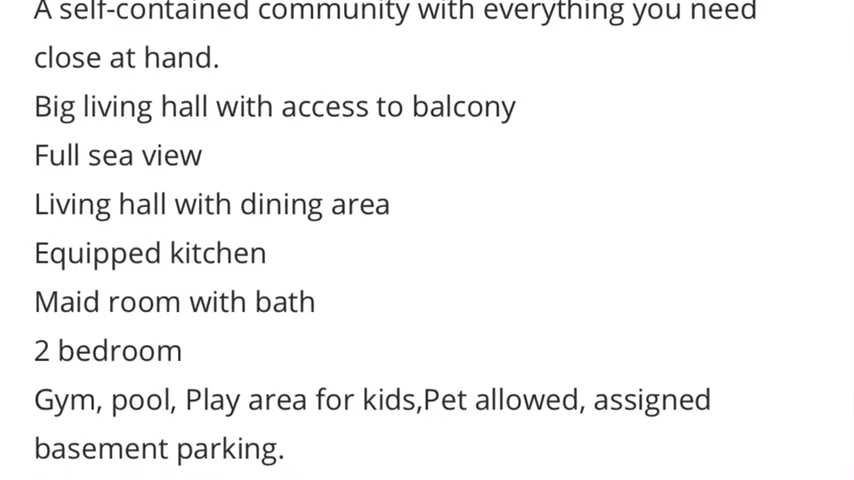 A self-contained community with everything you need
close at hand.
Big living hall with access to balcony
Full sea view
Living hall with dining area
Equipped kitchen
Maid room with bath
2 bedroom
Gym, pool, Play area for kids,Pet allowed, assigned
basement parking.